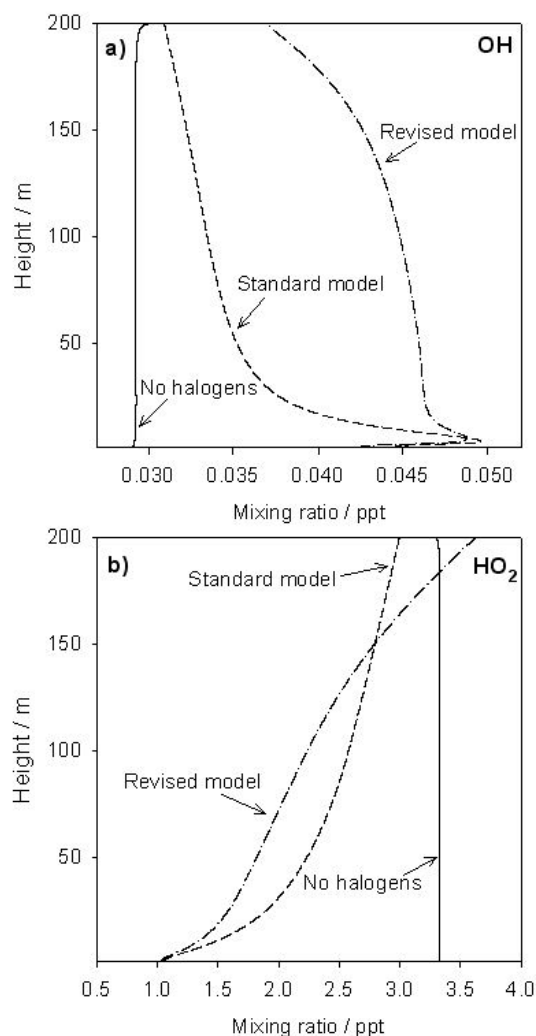 200
a)
OH
Revised model
150
Height / m
100
Standard model
50
No halogens
0.030 0.035 0.040 0.045 0.050
Mixing ratio / ppt
200
b)
HO2
Standard model
150
Height / m
100
Revised model
50
No halogens
0.5 1.0 1.5 2.0 2.5 3.0 3.5 4.0
Mixing ratio / ppt